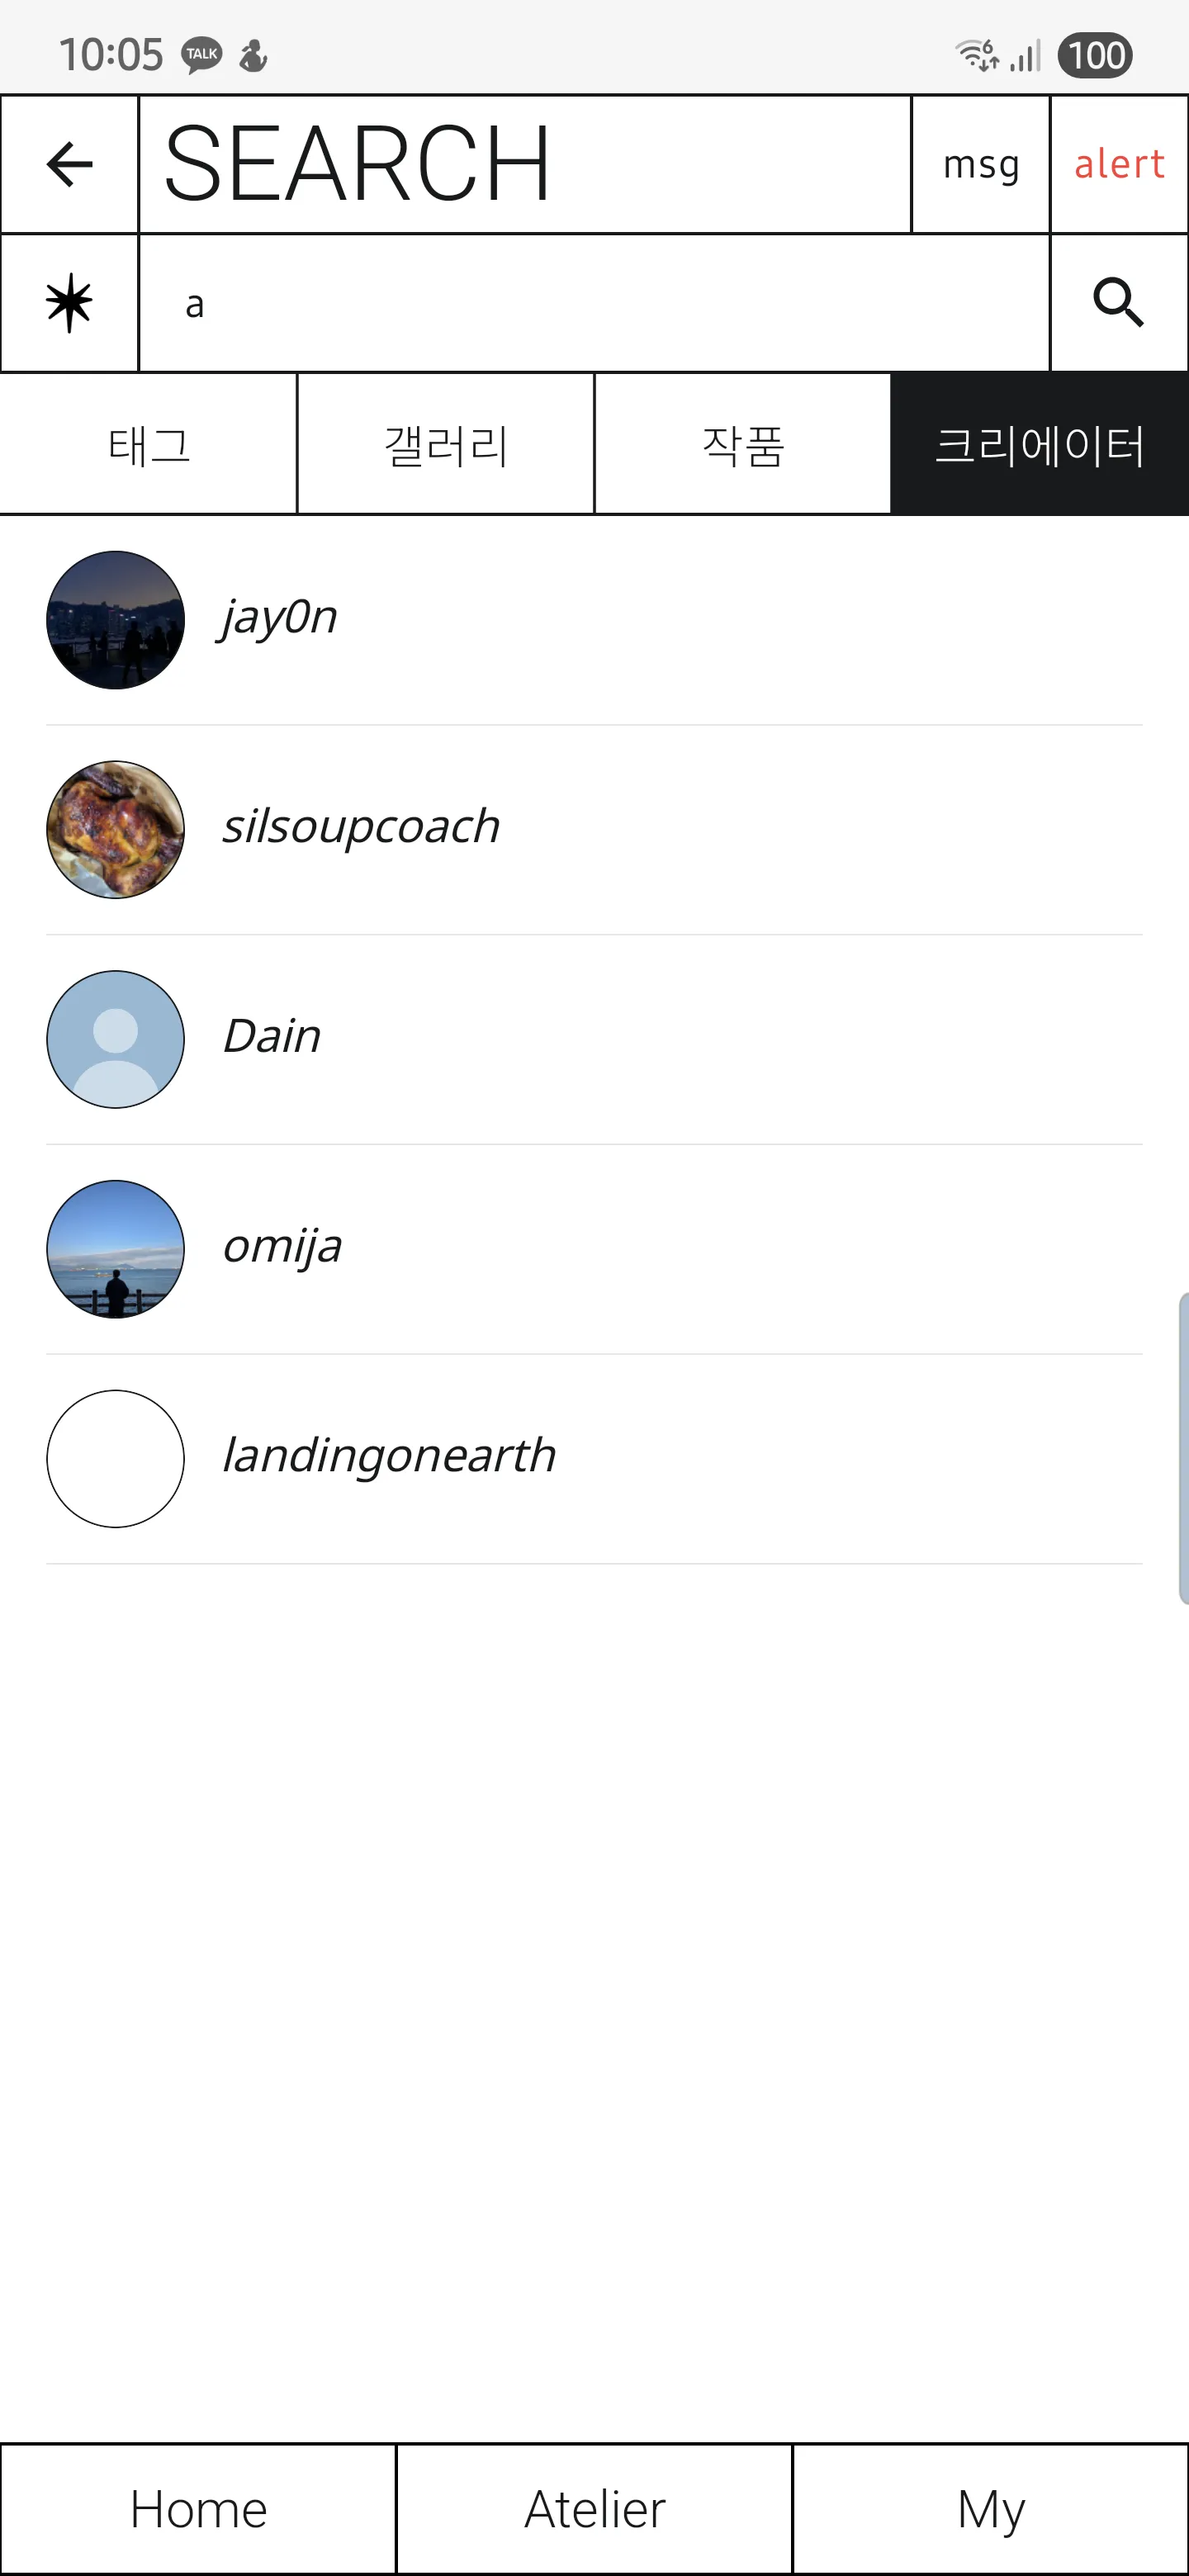 10:05 TALK 6 100
SEARCH msg alert
a
태그 갤러리 작품 크리에이터
jay0n
silsoupcoach
Dain
omija
landingonearth
Home Atelier My